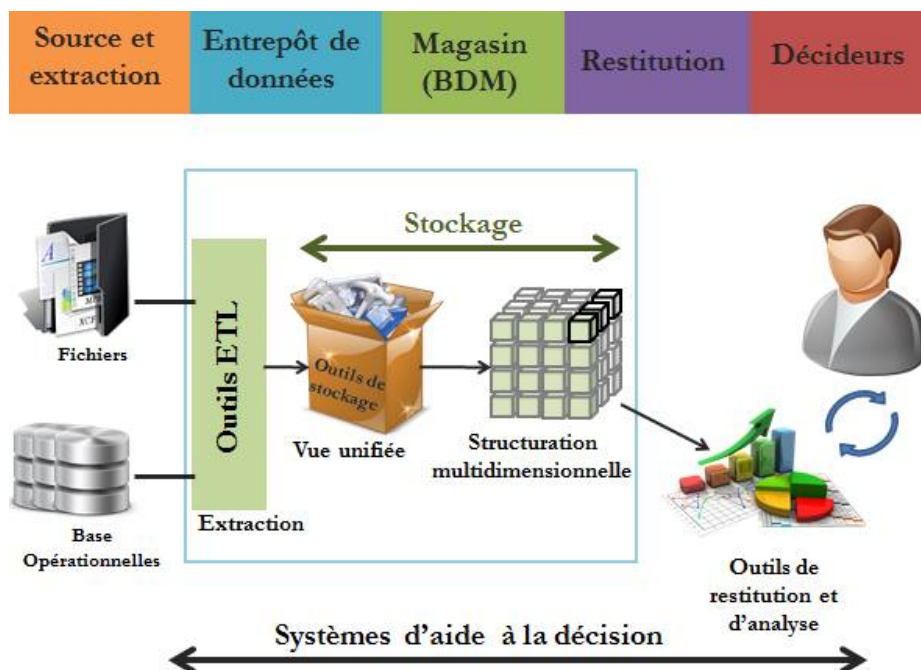 Source et
extraction
Entrepôt de
données
Magasin
(BDM)
Restitution
Décideurs
Stockage
Fichiers
Outils ETL
Outils de
stockage
Vue unifiée
Structuration
multidimensionnelle
Extraction
Base
Opérationnelles
Outils de
restitution et
d'analyse
Systèmes d'aide à la décision